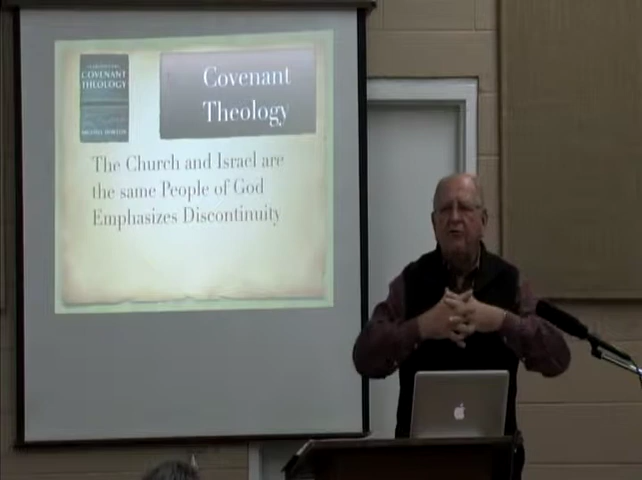 COVENANT
THEOLOGY
Covenant
Theology
The Church and Israel are
the same People of God
Emphasizes Discontinuity